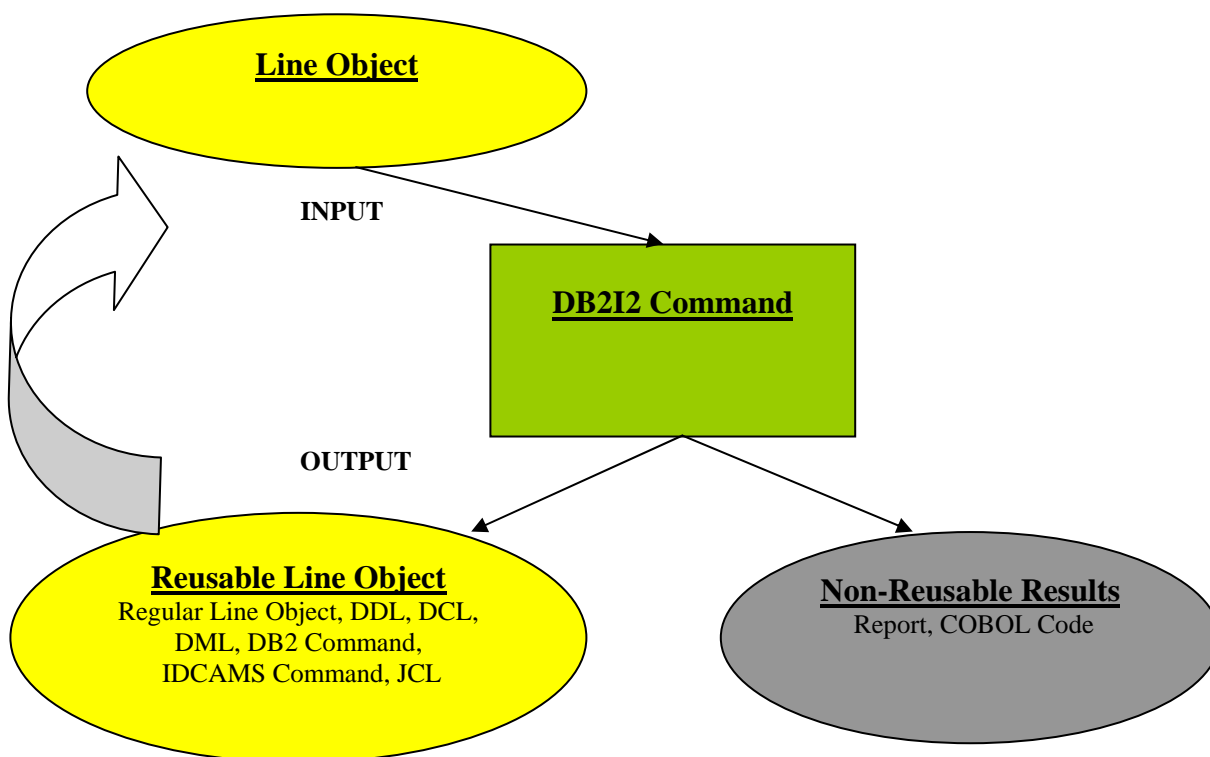 Line Object
INPUT
DB2I2 Command
OUTPUT
Reusable Line Object
Regular Line Object, DDL, DCL,
DML, DB2 Command,
IDCAMS Command, JCL
Non-Reusable Results
Report, COBOL Code